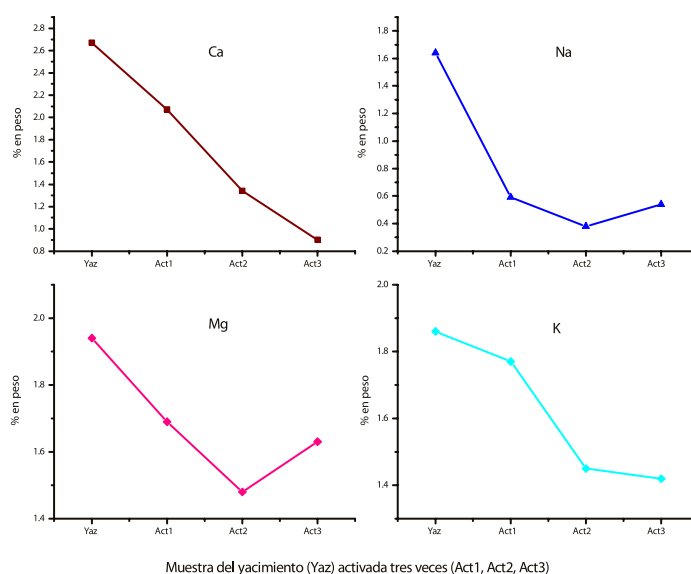 Ca
% en peso
2.8
2.6
2.4
2.2
2.0
1.8
1.6
1.4
1.2
1.0
0.8
Yaz Act1 Act2 Act3
Na
% en peso
1.8
1.6
1.4
1.2
1.0
0.8
0.6
0.4
0.2
Yaz Act1 Act2 Act3
Mg
% en peso
2.0
1.8
1.6
1.4
Yaz Act1 Act2 Act3
K
% en peso
2.0
1.8
1.6
1.4
Yaz Act1 Act2 Act3
Muestra del yacimiento (Yaz) activada tres veces (Act1, Act2, Act3)